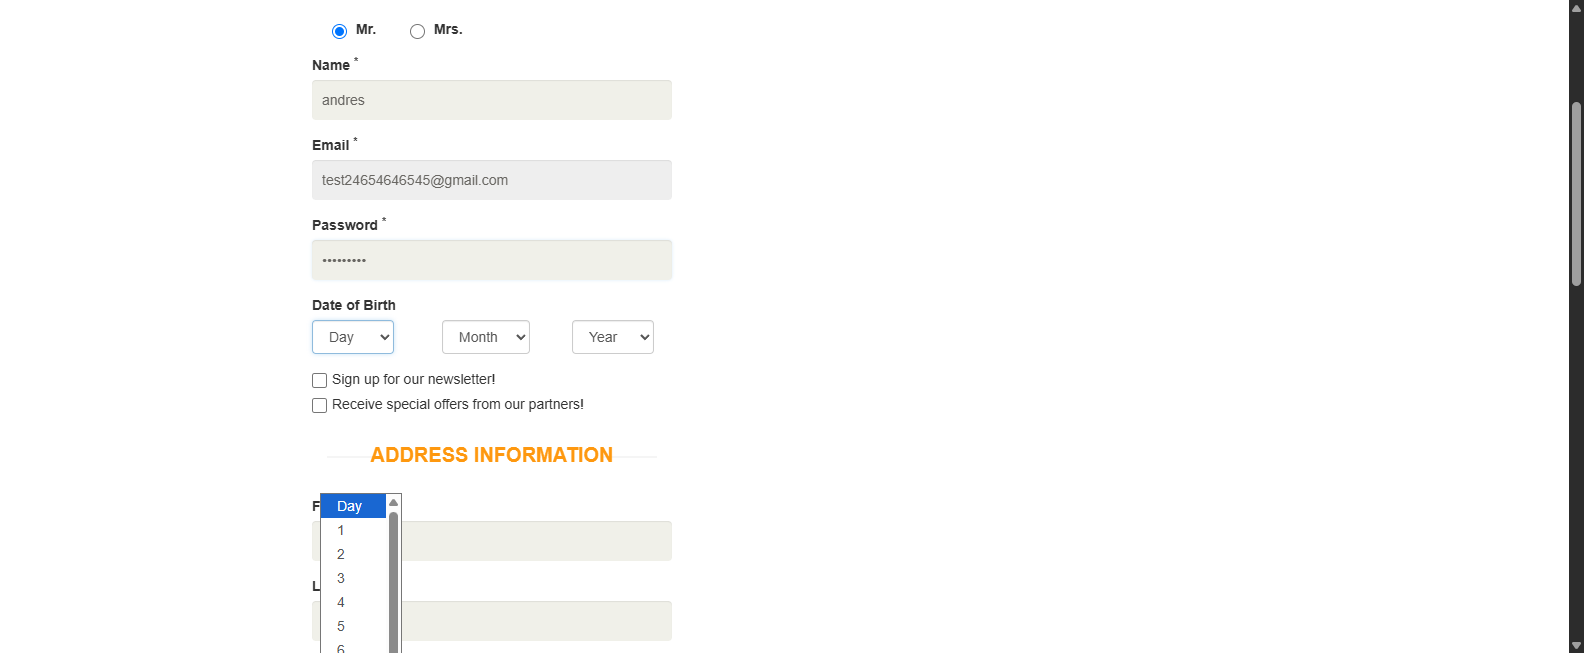 Mr. Mrs.
Name *
andres
Email *
test24654646545@gmail.com
Password *
•••••••••
Date of Birth
Day Month Year
Sign up for our newsletter!
Receive special offers from our partners!
ADDRESS INFORMATION
F
Day
1
2
3
L
4
5
6